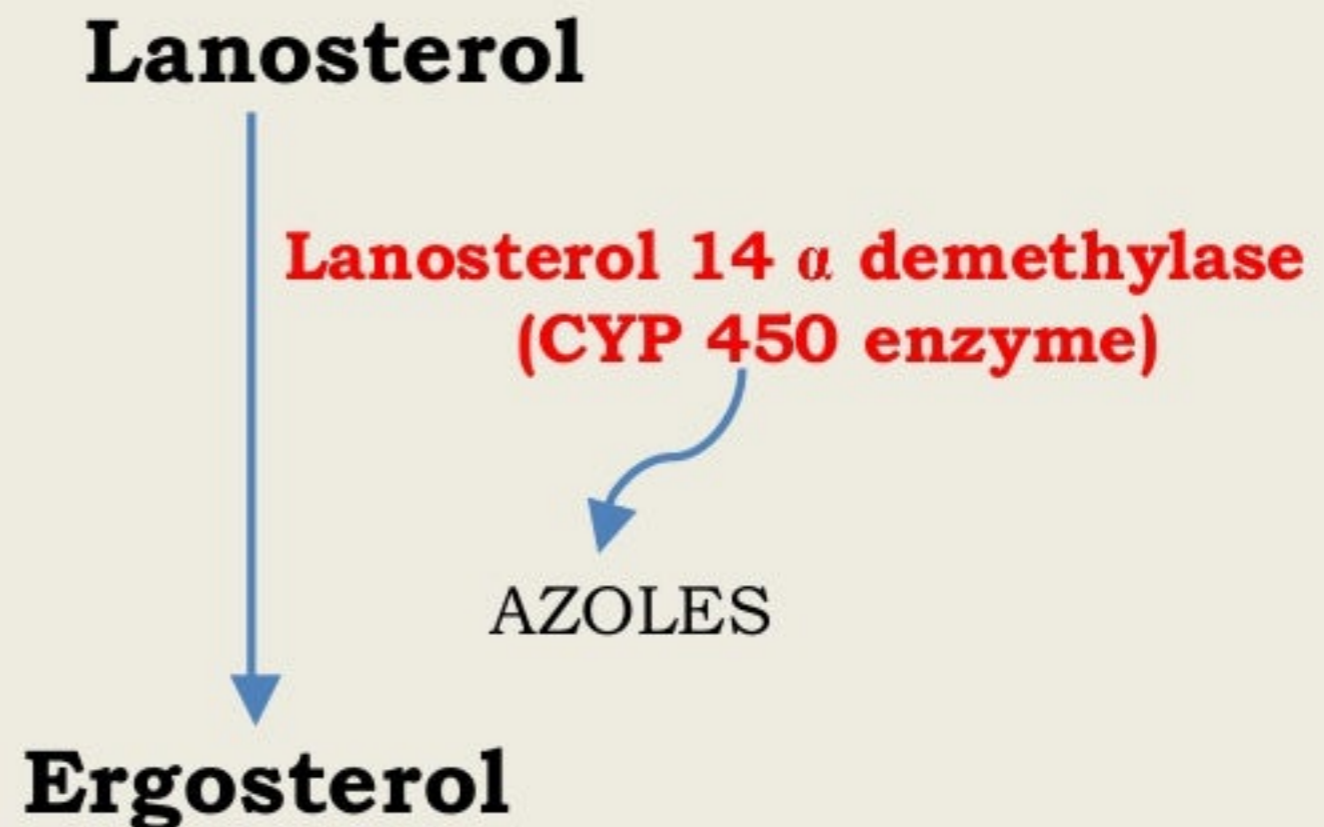 Lanosterol
Lanosterol 14 α demethylase
(CYP 450 enzyme)
AZOLES
Ergosterol